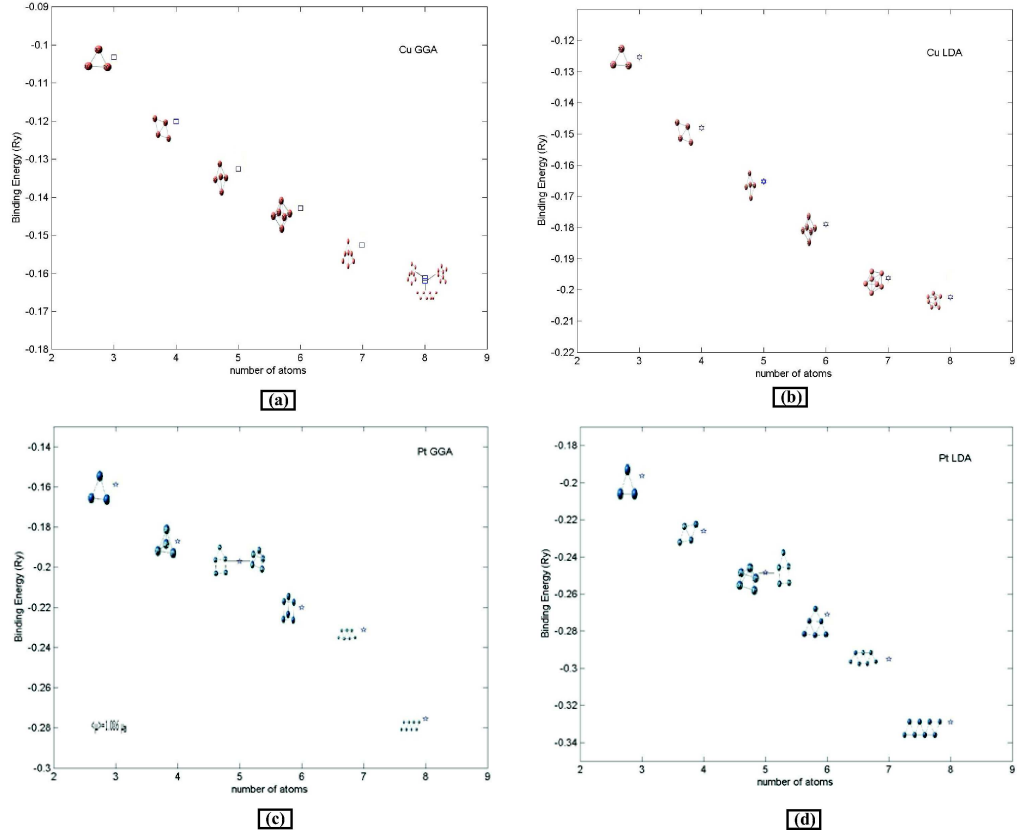 -0.09
-0.1
-0.11
-0.12
-0.13
-0.14
-0.15
-0.16
-0.17
-0.18
Binding Energy (Ry)
Cu GGA
2 3 4 5 6 7 8 9
number of atoms
(a)
-0.12
-0.13
-0.14
-0.15
-0.16
-0.17
-0.18
-0.19
-0.2
-0.21
-0.22
Binding Energy (Ry)
Cu LDA
2 3 4 5 6 7 8 9
number of atoms
(b)
-0.14
-0.16
-0.18
-0.2
-0.22
-0.24
-0.26
-0.28
-0.3
Binding Energy (Ry)
Pt GGA
2 3 4 5 6 7 8 9
number of atoms
(c)
-0.18
-0.2
-0.22
-0.24
-0.26
-0.28
-0.3
-0.32
-0.34
Binding Energy (Ry)
Pt LDA
2 3 4 5 6 7 8 9
number of atoms
(d)